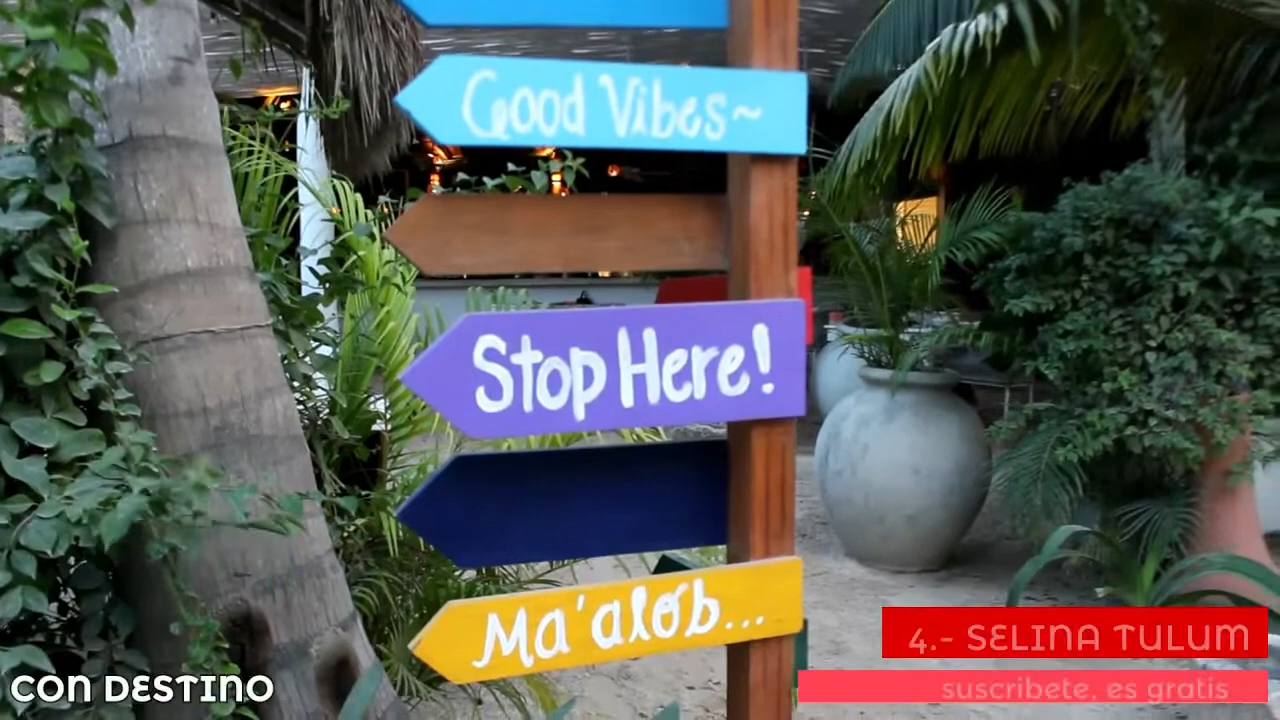 Good Vibes~
Stop Here!
Ma'alob...
4.- SELINA TULUM
suscribete. es gratis
CON DESTINO